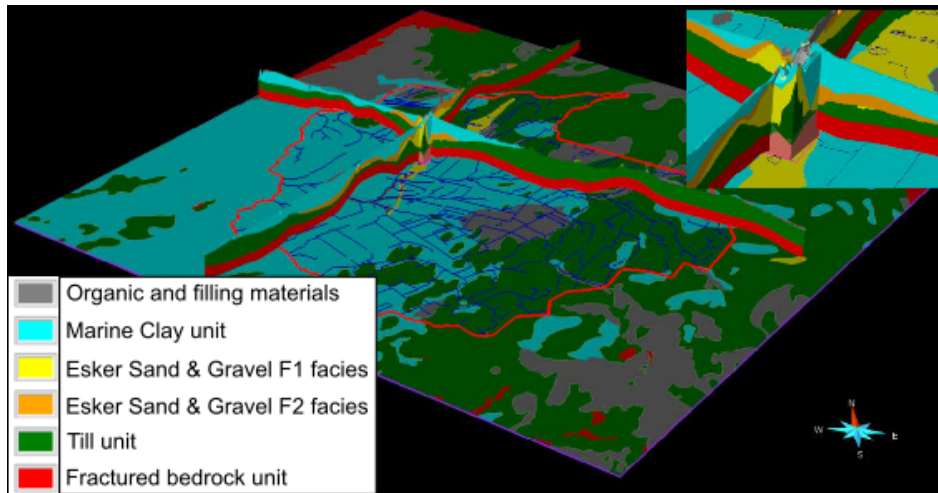 Organic and filling materials
Marine Clay unit
Esker Sand & Gravel F1 facies
Esker Sand & Gravel F2 facies
Till unit
Fractured bedrock unit
N
W
E
S